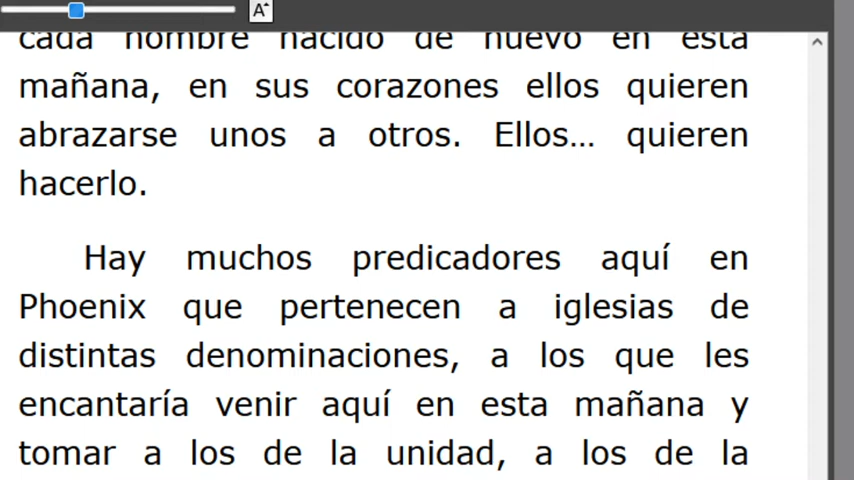 A
cada hombre nacido de nuevo en esta
mañana, en sus corazones ellos quieren
abrazarse unos a otros. Ellos... quieren
hacerlo.
Hay muchos predicadores aquí en
Phoenix que pertenecen a iglesias de
distintas denominaciones, a los que les
encantaría venir aquí en esta mañana y
tomar a los de la unidad, a los de la